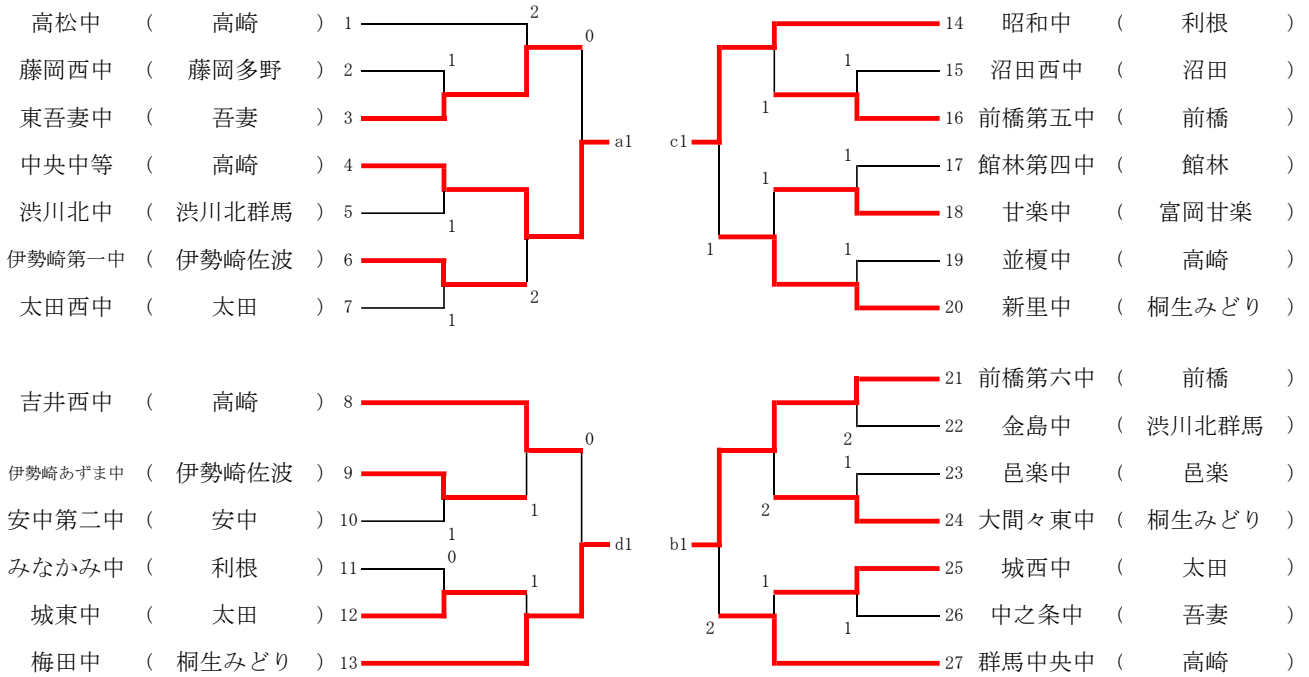 高松中 ( 高崎 ) 1
藤岡西中 ( 藤岡多野 ) 2
東吾妻中 ( 吾妻 ) 3
中央中等 ( 高崎 ) 4
渋川北中 ( 渋川北群馬 ) 5
伊勢崎第一中 ( 伊勢崎佐波 ) 6
太田西中 ( 太田 ) 7
2
0
1
1
2
1
a1
吉井西中 ( 高崎 ) 8
伊勢崎あずま中 ( 伊勢崎佐波 ) 9
安中第二中 ( 安中 ) 10
みなかみ中 ( 利根 ) 11
城東中 ( 太田 ) 12
梅田中 ( 桐生みどり ) 13
0
1
1
0
1
d1
14 昭和中 ( 利根 )
15 沼田西中 ( 沼田 )
16 前橋第五中 ( 前橋 )
17 館林第四中 ( 館林 )
18 甘楽中 ( 富岡甘楽 )
19 並榎中 ( 高崎 )
20 新里中 ( 桐生みどり )
1
1
1
1
1
1
c1
21 前橋第六中 ( 前橋 )
22 金島中 ( 渋川北群馬 )
23 邑楽中 ( 邑楽 )
24 大間々東中 ( 桐生みどり )
25 城西中 ( 太田 )
26 中之条中 ( 吾妻 )
27 群馬中央中 ( 高崎 )
2
1
2
1
1
2
b1